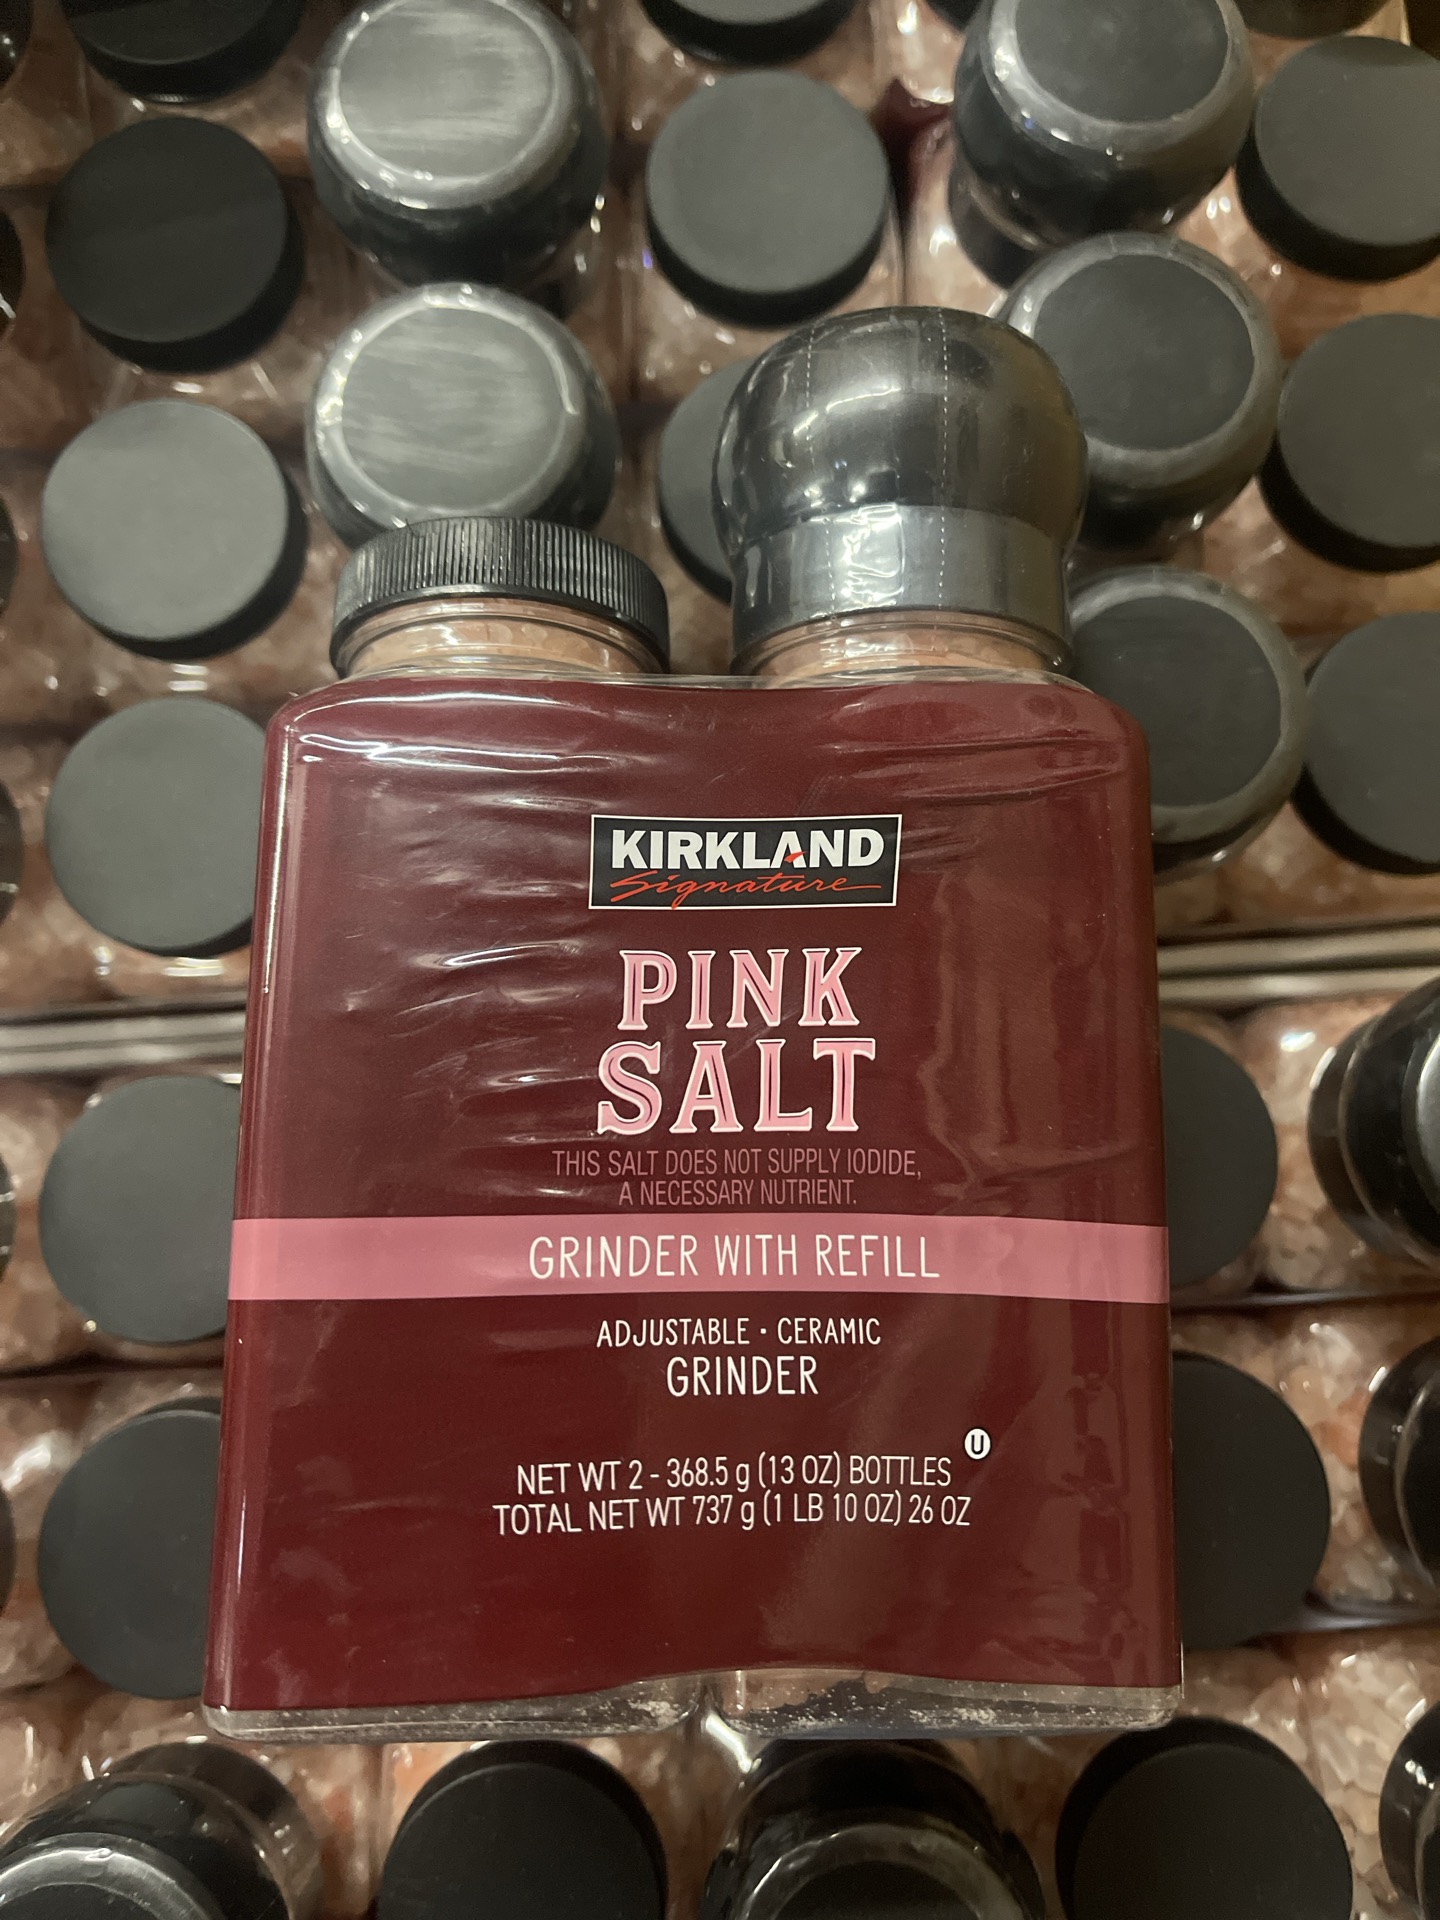 KIRKLAND
Signature
PINK
SALT
THIS SALT DOES NOT SUPPLY IODIDE,
A NECESSARY NUTRIENT.
GRINDER WITH REFILL
ADJUSTABLE · CERAMIC
GRINDER
U
NET WT 2 - 368.5 g (13 OZ) BOTTLES
TOTAL NET WT 737 g (1 LB 10 OZ) 26 OZ